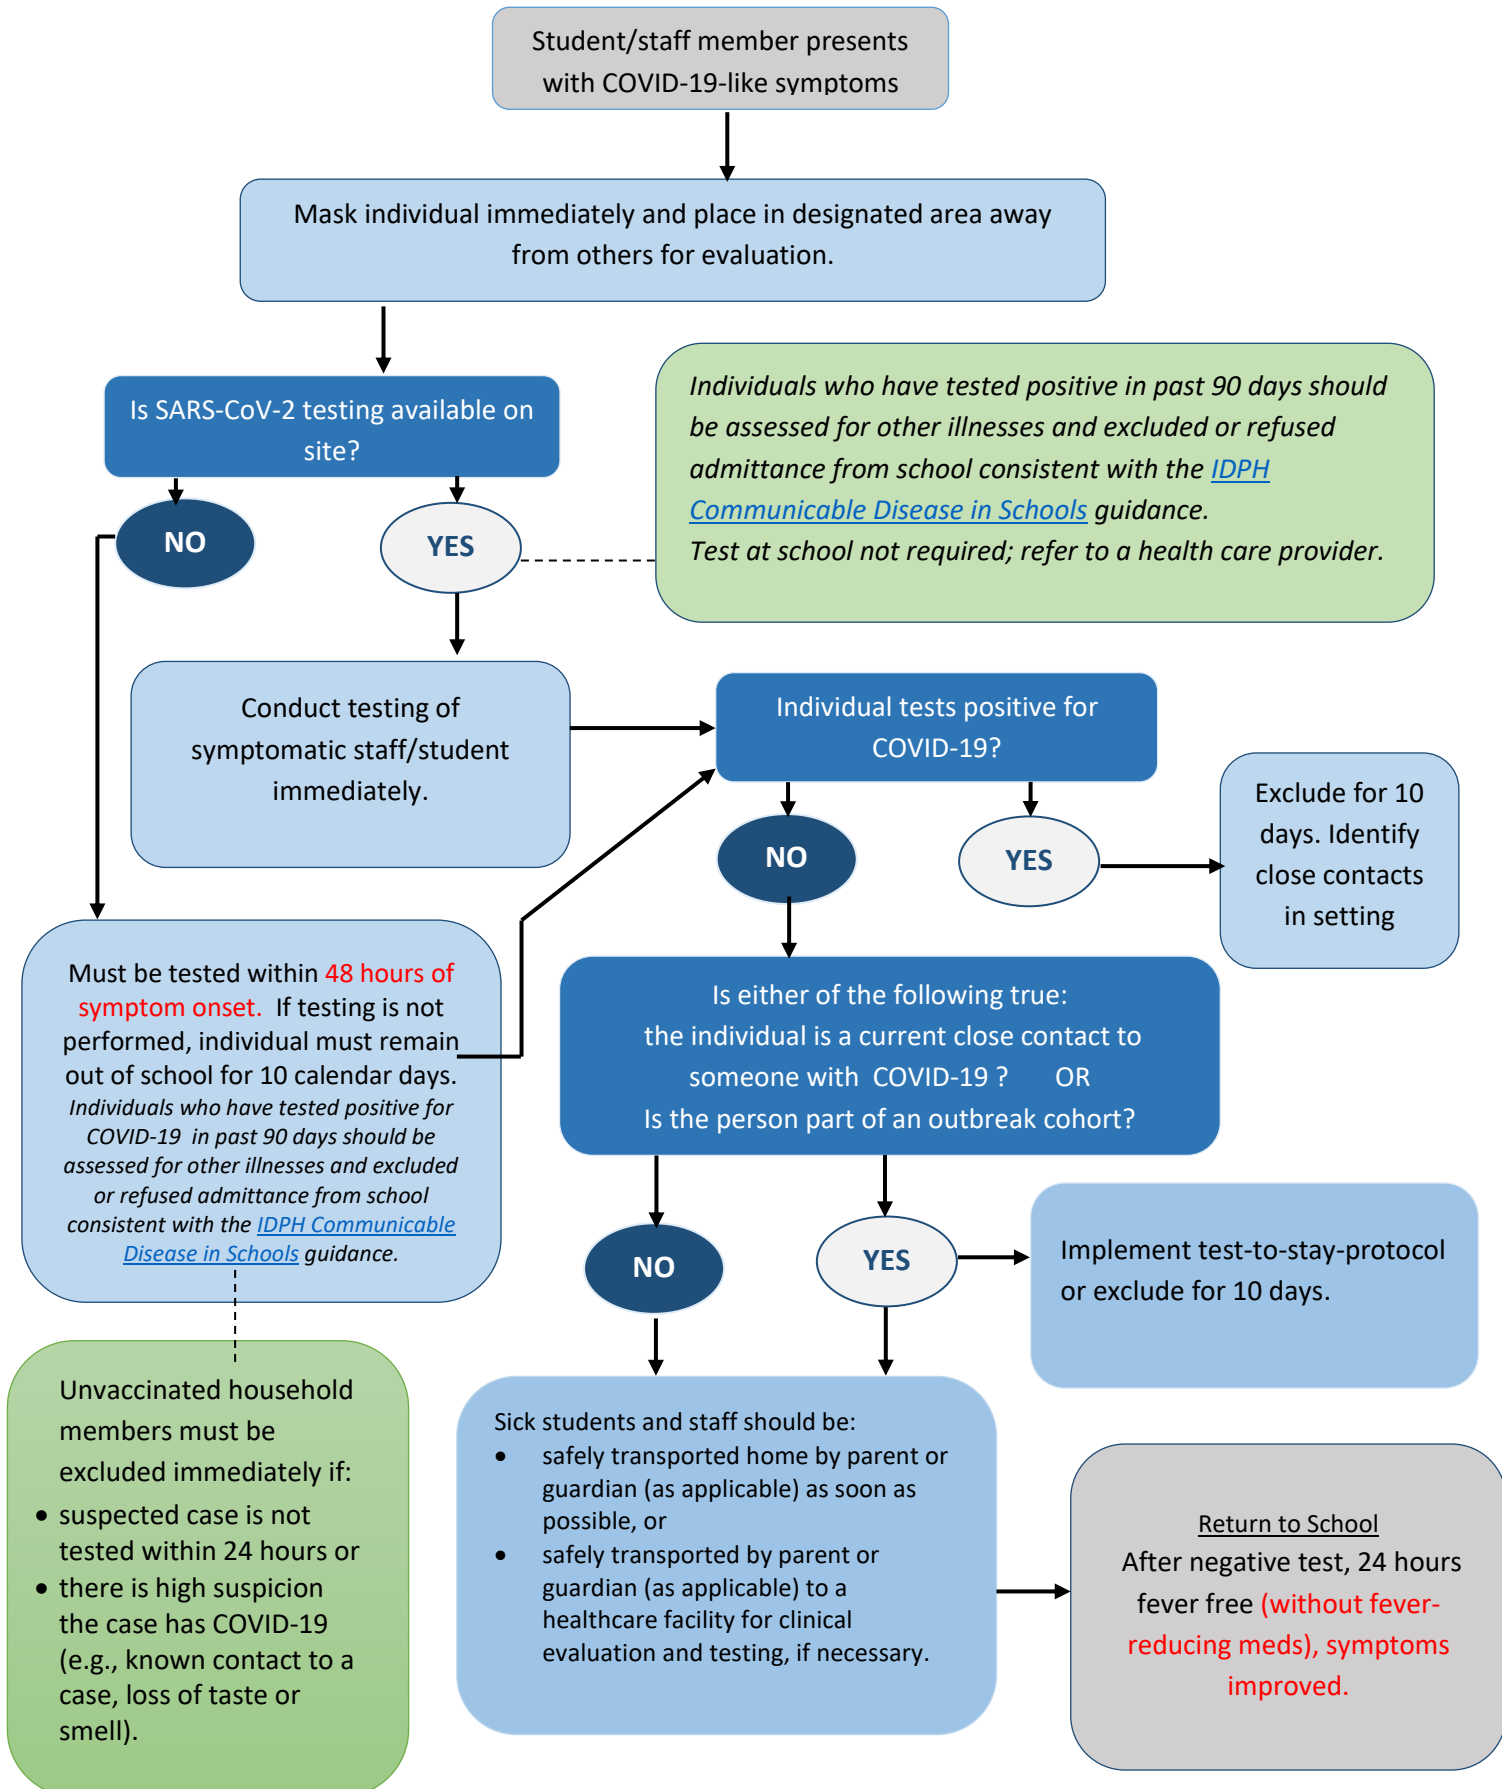 Student/staff member presents
with COVID-19-like symptoms
Mask individual immediately and place in designated area away
from others for evaluation.
Is SARS-CoV-2 testing available on
site?
Individuals who have tested positive in past 90 days should
be assessed for other illnesses and excluded or refused
admittance from school consistent with the IDPH
Communicable Disease in Schools guidance.
Test at school not required; refer to a health care provider.
NO
YES
Conduct testing of
symptomatic staff/student
immediately.
Individual tests positive for
COVID-19?
NO
YES
Exclude for 10
days. Identify
close contacts
in setting
Must be tested within 48 hours of
symptom onset. If testing is not
performed, individual must remain
out of school for 10 calendar days.
Individuals who have tested positive for
COVID-19 in past 90 days should be
assessed for other illnesses and excluded
or refused admittance from school
consistent with the IDPH Communicable
Disease in Schools guidance.
Is either of the following true:
the individual is a current close contact to
someone with COVID-19 ? OR
Is the person part of an outbreak cohort?
NO
YES
Implement test-to-stay-protocol
or exclude for 10 days.
Unvaccinated household
members must be
excluded immediately if:
• suspected case is not
tested within 24 hours or
• there is high suspicion
the case has COVID-19
(e.g., known contact to a
case, loss of taste or
smell).
Sick students and staff should be:
• safely transported home by parent or
guardian (as applicable) as soon as
possible, or
• safely transported by parent or
guardian (as applicable) to a
healthcare facility for clinical
evaluation and testing, if necessary.
Return to School
After negative test, 24 hours
fever free (without fever-
reducing meds), symptoms
improved.